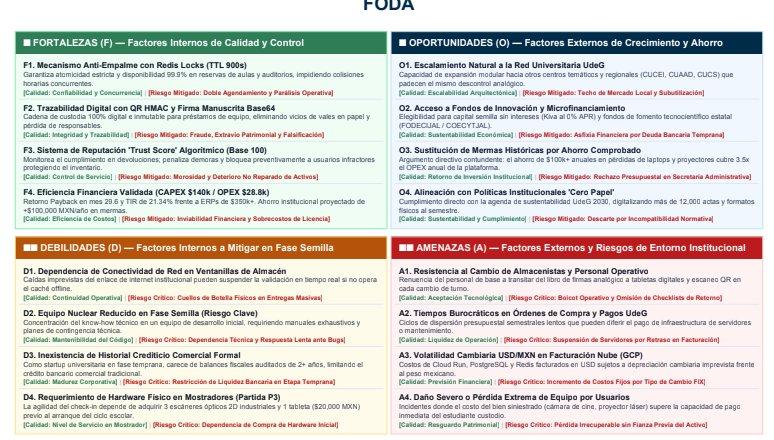 FODA
FORTALEZAS (F) — Factores Internos de Calidad y Control
F1. Mecanismo Anti-Empalme con Redis Locks (TTL 900s)
Garantiza atomicidad estricta y disponibilidad 99.9% en reservas de aulas y auditorios, impidiendo colisiones
horarias concurrentes.
[Calidad: Confiabilidad y Concurrencia] | [Riesgo Mitigado: Doble Agendamiento y Parálisis Operativa]
F2. Trazabilidad Digital con QR HMAC y Firma Manuscrita Base64
Cadena de custodia 100% digital e inmutable para préstamos de equipo, eliminando vicios de vales en papel y
pérdida de responsables.
[Calidad: Integridad y Trazabilidad] | [Riesgo Mitigado: Fraude, Extravío Patrimonial y Falsificación]
F3. Sistema de Reputación 'Trust Score' Algorítmico (Base 100)
Monitorea el cumplimiento en devoluciones; penaliza demoras y bloquea preventivamente a usuarios infractores
protegiendo el inventario.
[Calidad: Control de Servicio] | [Riesgo Mitigado: Morosidad y Deterioro No Reparado de Activos]
F4. Eficiencia Financiera Validada (CAPEX $140k / OPEX $28.8k)
Retorno Payback en mes 29.6 y TIR de 21.34% frente a ERPs de $350k+. Ahorro institucional proyectado de
+$100,000 MXN/año en mermas.
[Calidad: Eficiencia de Costos] | [Riesgo Mitigado: Inviabilidad Financiera y Sobrecostos de Licencia]
OPORTUNIDADES (O) — Factores Externos de Crecimiento y Ahorro
O1. Escalamiento Natural a la Red Universitaria UdeG
Capacidad de expansión modular hacia otros centros temáticos y regionales (CUCEI, CUAAD, CUCS) que
padecen el mismo descontrol analógico.
[Calidad: Escalabilidad Arquitectónica] | [Riesgo Mitigado: Techo de Mercado Local y Subutilización]
O2. Acceso a Fondos de Innovación y Microfinanciamiento
Elegibilidad para capital semilla sin intereses (Kiva al 0% APR) y fondos de fomento tecnocientífico estatal
(FODECIJAL / COECYTJAL).
[Calidad: Sustentabilidad Económica] | [Riesgo Mitigado: Asfixia Financiera por Deuda Bancaria Temprana]
O3. Sustitución de Mermas Históricas por Ahorro Comprobado
Argumento directivo contundente: el ahorro de $100k+ anuales en pérdidas de laptops y proyectores cubre 3.5x
el OPEX anual de la plataforma.
[Calidad: Retorno de Inversión Institucional] | [Riesgo Mitigado: Rechazo Presupuestal en Secretaría Administrativa]
O4. Alineación con Políticas Institucionales 'Cero Papel'
Cumplimiento directo con la agenda de sustentabilidad UdeG 2030, digitalizando más de 12,000 actas y formatos
físicos al semestre.
[Calidad: Sustentabilidad y Cumplimiento] | [Riesgo Mitigado: Descarte por Incompatibilidad Normativa]
DEBILIDADES (D) — Factores Internos a Mitigar en Fase Semilla
D1. Dependencia de Conectividad de Red en Ventanillas de Almacén
Caídas imprevistas del enlace de internet institucional pueden suspender la validación en tiempo real si no opera
el caché offline.
[Calidad: Continuidad Operativa] | [Riesgo Crítico: Cuellos de Botella Físicos en Entregas Masivas]
D2. Equipo Nuclear Reducido en Fase Semilla (Riesgo Clave)
Concentración del know-how técnico en un equipo de desarrollo inicial, requiriendo manuales exhaustivos y
planes de contingencia técnica.
[Calidad: Mantenibilidad del Código] | [Riesgo Crítico: Dependencia Técnica y Respuesta Lenta ante Bugs]
D3. Inexistencia de Historial Crediticio Comercial Formal
Como startup universitaria en fase temprana, carece de balances fiscales auditados de 2+ años, limitando el
crédito bancario comercial tradicional.
[Calidad: Madurez Corporativa] | [Riesgo Crítico: Restricción de Liquidez Bancaria en Etapa Temprana]
D4. Requerimiento de Hardware Físico en Mostradores (Partida P3)
La agilidad del check-in depende de adquirir 3 escáneres ópticos 2D industriales y 1 tableta ($20,000 MXN)
previo al arranque del ciclo escolar.
[Calidad: Nivel de Servicio en Mostrador] | [Riesgo Crítico: Dependencia de Compra de Hardware Inicial]
AMENAZAS (A) — Factores Externos y Riesgos de Entorno Institucional
A1. Resistencia al Cambio de Almacenistas y Personal Operativo
Renuencia del personal de base a transitar del libro de firmas analógico a tabletas digitales y escaneo QR en
cada cambio de turno.
[Calidad: Aceptación Tecnológica] | [Riesgo Crítico: Boicot Operativo y Omisión de Checklists de Retorno]
A2. Tiempos Burocráticos en Órdenes de Compra y Pagos UdeG
Ciclos de dispersión presupuestal semestrales lentos que pueden diferir el pago de infraestructura de servidores
o mantenimiento.
[Calidad: Liquidez de Operación] | [Riesgo Crítico: Suspensión de Servidores por Retraso en Facturación]
A3. Volatilidad Cambiaria USD/MXN en Facturación Nube (GCP)
Costos de Cloud Run, PostgreSQL y Redis facturados en USD sujetos a depreciación cambiaria imprevista frente
al peso mexicano.
[Calidad: Previsión Financiera] | [Riesgo Crítico: Incremento de Costos Fijos por Tipo de Cambio FIX]
A4. Daño Severo o Pérdida Extrema de Equipo por Usuarios
Incidentes donde el costo del bien siniestrado (cámara de cine, proyector láser) supere la capacidad de pago
inmediata del estudiante custodio.
[Calidad: Resguardo Patrimonial] | [Riesgo Crítico: Pérdida Irrecuperable sin Fianza Previa del Activo]